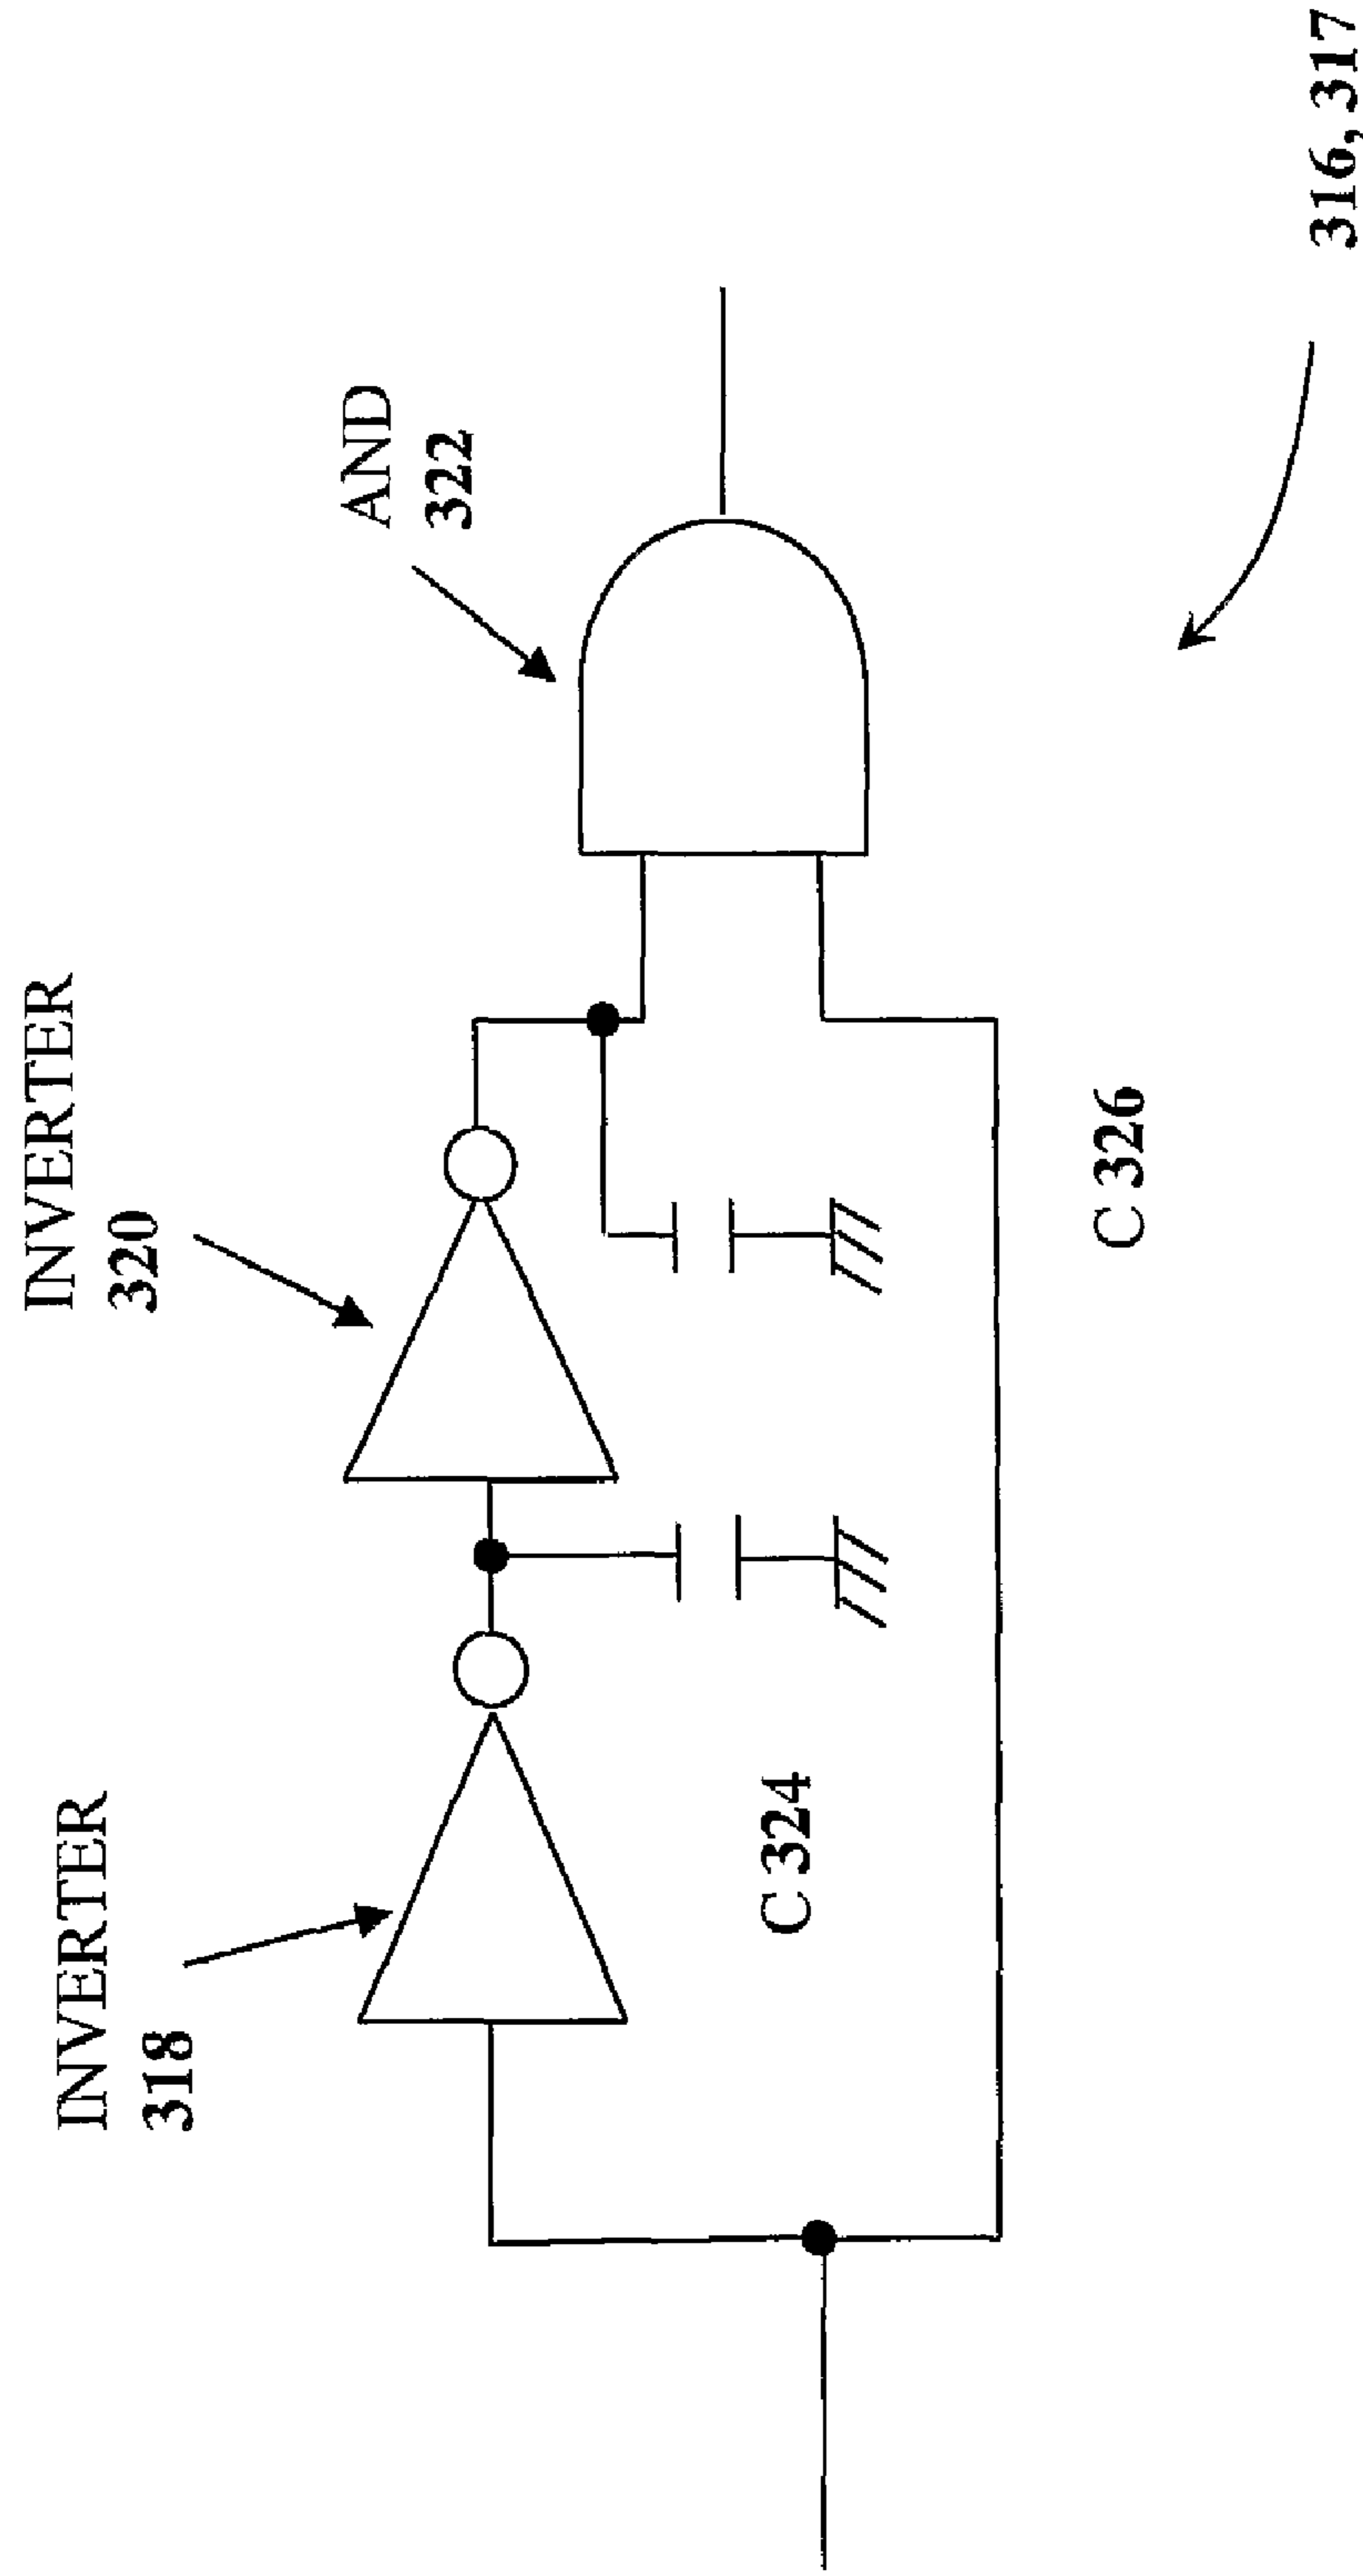 INVERTER
318
INVERTER
320
AND
322
C 324
C 326
316, 317